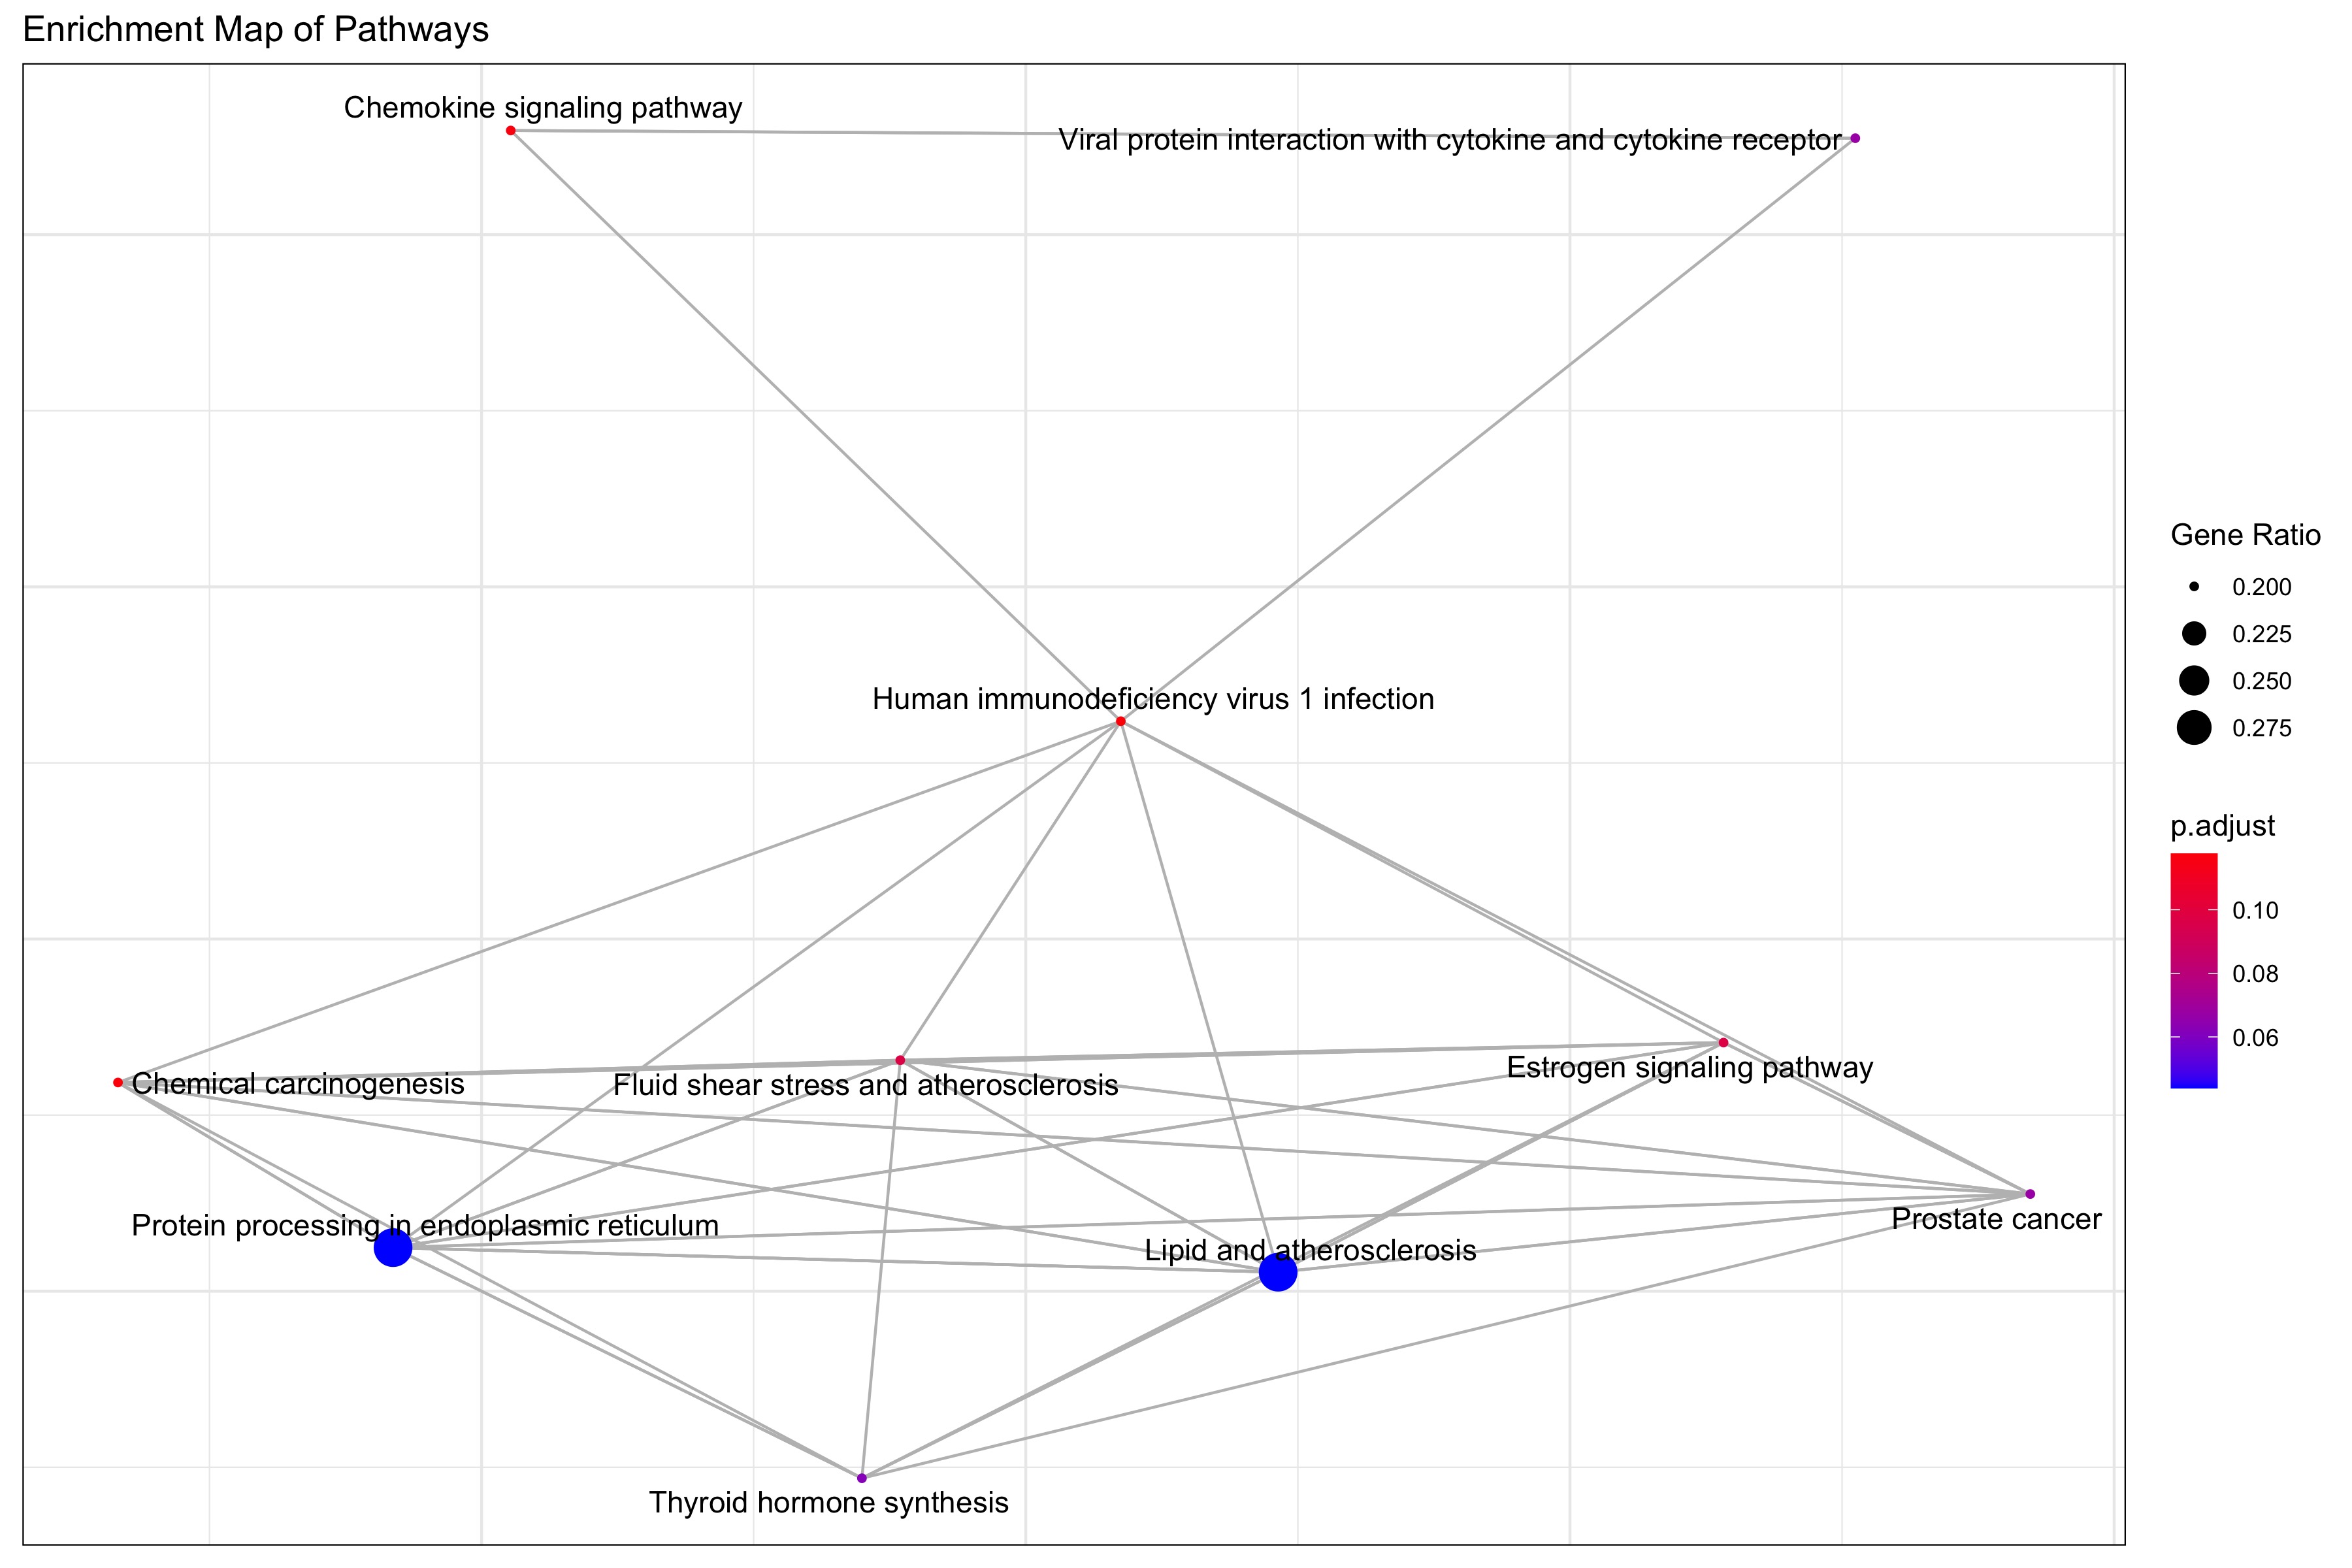 Enrichment Map of Pathways
Chemokine signaling pathway
Viral protein interaction with cytokine and cytokine receptor
Human immunodeficiency virus 1 infection
Chemical carcinogenesis
Fluid shear stress and atherosclerosis
Estrogen signaling pathway
Protein processing in endoplasmic reticulum
Lipid and atherosclerosis
Prostate cancer
Thyroid hormone synthesis
Gene Ratio
0.200
0.225
0.250
0.275
p.adjust
0.10
0.08
0.06